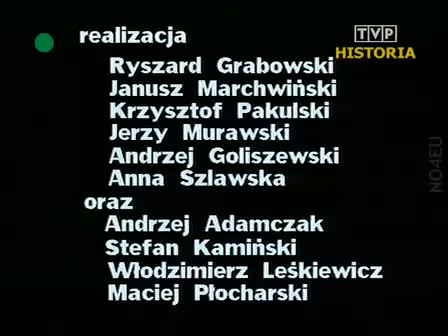 realizacja
TVP
HISTORIA
Ryszard Grabowski
Janusz Marchwiński
Krzysztof Pakulski
Jerzy Murawski
Andrzej Goliszewski
Anna Szlawska
oraz
Andrzej Adamczak
Stefan Kamiński
Włodzimierz Leśkiewicz
Maciej Płocharski
NO4EU